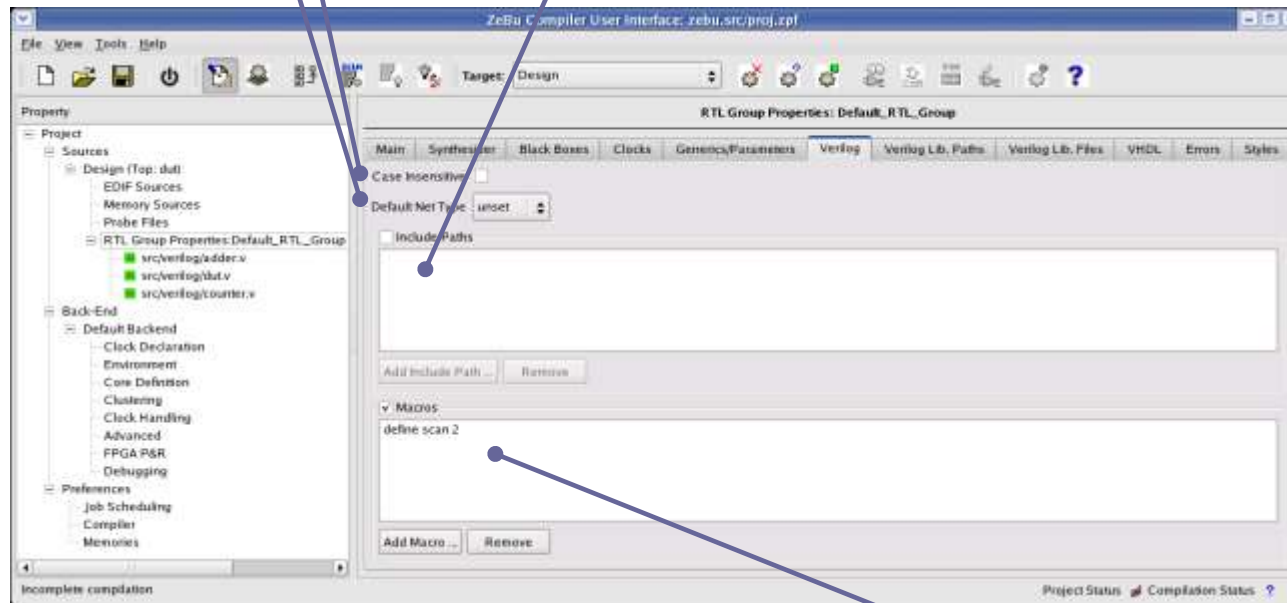 ZeBu Compiler User Interface: zebu.src/proj.zpf
File View Tools Help
Target: Design
Property
RTL Group Properties: Default_RTL_Group
Project
Sources
Design (Top: dut)
EDIF Sources
Memory Sources
Probe Files
RTL Group Properties:Default_RTL_Group
src/verilog/adder.v
src/verilog/dut.v
src/verilog/counter.v
Back-End
Default Backend
Clock Declaration
Environment
Core Definition
Clustering
Clock Handling
Advanced
FPGA P&R
Debugging
Preferences
Job Scheduling
Compiler
Memories
Main Synthesizer Black Boxes Clocks Generics/Parameters Verilog Verilog Lib. Paths Verilog Lib. Files VHDL Errors Styles
Case Insensitive
Default Net Type unset
Include Paths
Add Include Path ... Remove
Macros
define scan 2
Add Macro ... Remove
Incomplete compilation
Project Status Compilation Status ?